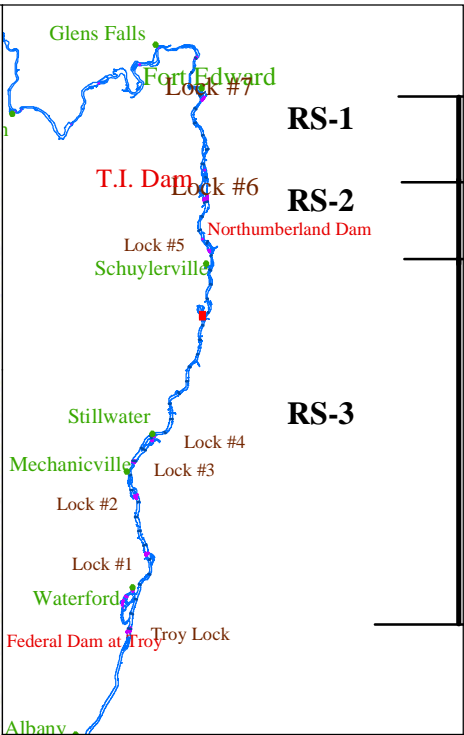 Glens Falls
Fort Edward
Lock #7
RS-1
T.I. Dam
Lock #6
RS-2
Northumberland Dam
Lock #5
Schuylerville
RS-3
Stillwater
Lock #4
Mechanicville
Lock #3
Lock #2
Lock #1
Waterford
Federal Dam at Troy
Troy Lock
Albany